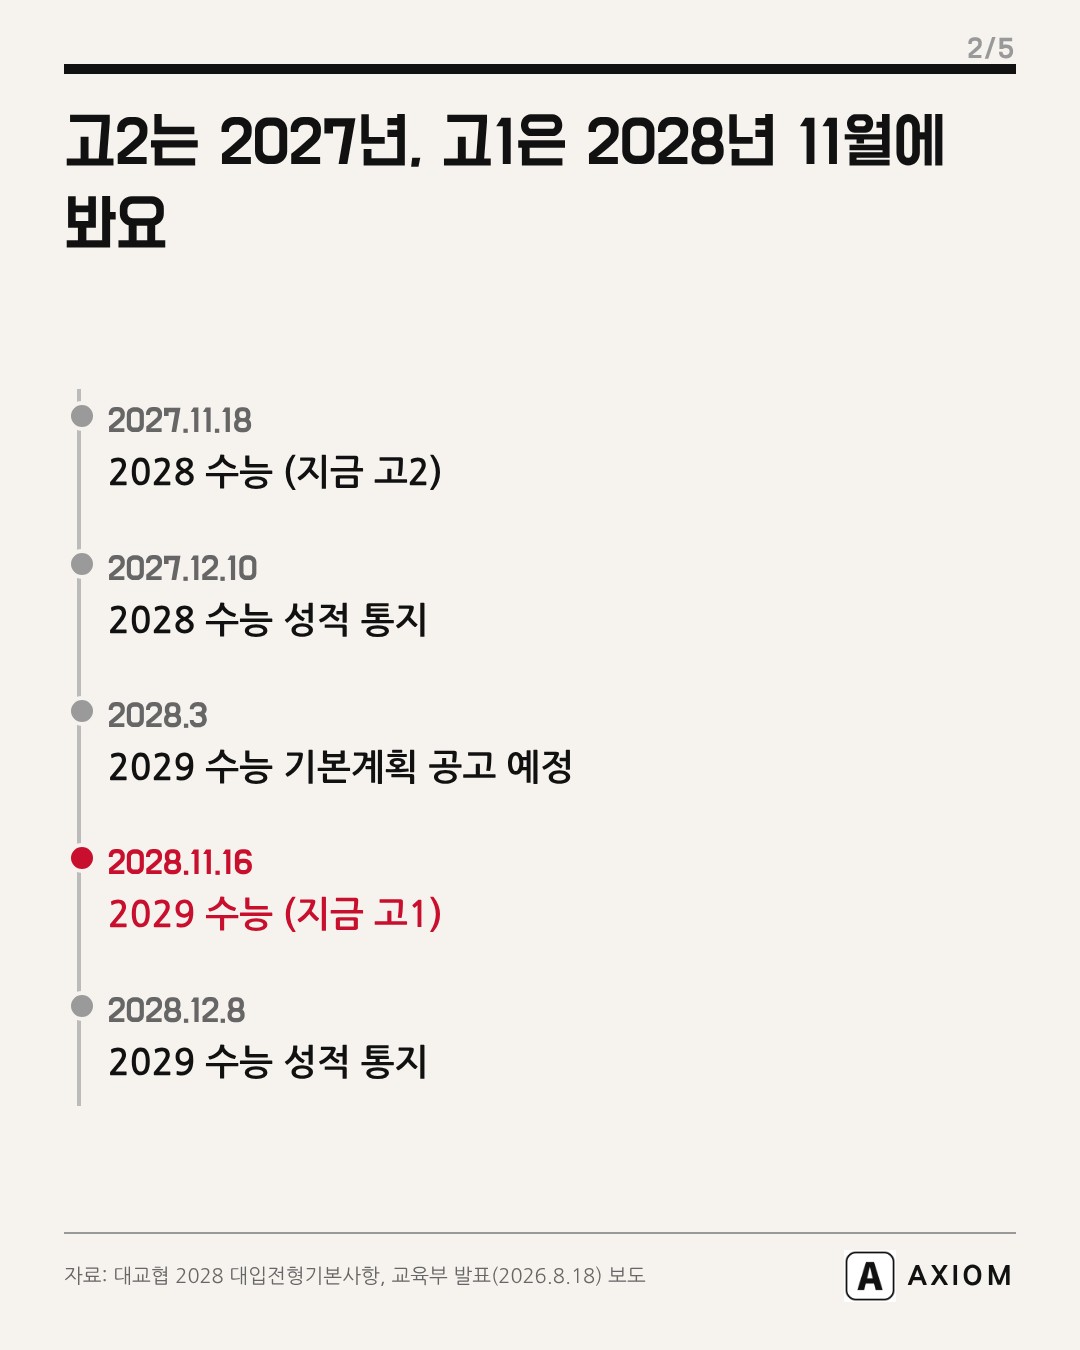 2/5
고2는 2027년, 고1은 2028년 11월에
봐요
2027.11.18
2028 수능 (지금 고2)
2027.12.10
2028 수능 성적 통지
2028.3
2029 수능 기본계획 공고 예정
2028.11.16
2029 수능 (지금 고1)
2028.12.8
2029 수능 성적 통지
자료: 대교협 2028 대입전형기본사항, 교육부 발표(2026.8.18) 보도
A AXIOM